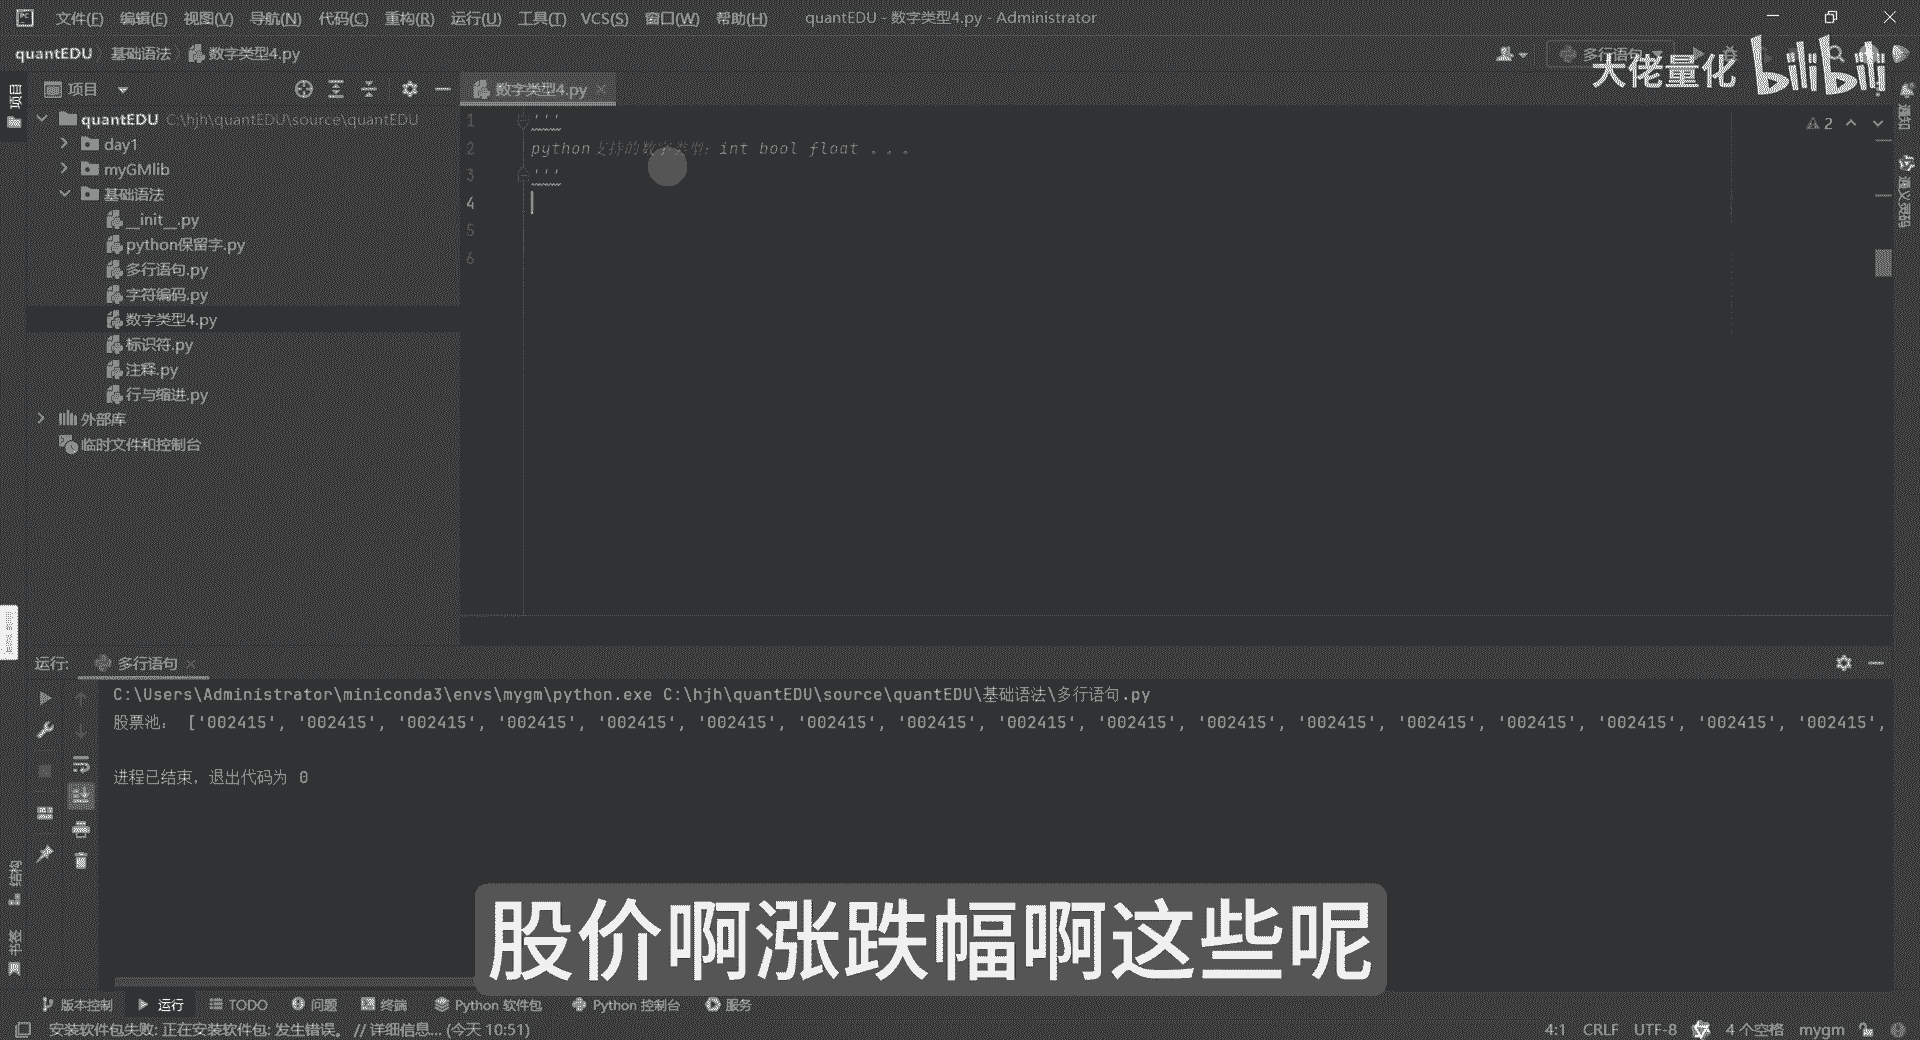 文件(F) 编辑(E) 视图(V) 导航(N) 代码(C) 重构(R) 运行(U) 工具(T) VCS(S) 窗口(W) 帮助(H) quantEDU - 数字类型4.py - Administrator
quantEDU 基础语法 数字类型4.py
多行语句
大佬量化 bilibili
项目
项目
数字类型4.py
通知
通义灵码
quantEDU C:\hjh\quantEDU\source\quantEDU
day1
myGMlib
基础语法
__init__.py
python保留字.py
多行语句.py
字符编码.py
数字类型4.py
标识符.py
注释.py
行与缩进.py
外部库
临时文件和控制台
1 '''
2 python支持的数字类型：int bool float 。。。
3 '''
4
5
6
2
运行: 多行语句
C:\Users\Administrator\miniconda3\envs\mygm\python.exe C:\hjh\quantEDU\source\quantEDU\基础语法\多行语句.py
股票池： ['002415', '002415', '002415', '002415', '002415', '002415', '002415', '002415', '002415', '002415', '002415', '002415', '002415', '002415', '002415', '002415', '002415',
进程已结束，退出代码为 0
结构
书签
股价啊涨跌幅啊这些呢
版本控制 运行 TODO 问题 终端 Python 软件包 Python 控制台 服务
安装软件包失败: 正在安装软件包: 发生错误。 // 详细信息... (今天 10:51) 4:1 CRLF UTF-8 4 个空格 mygm